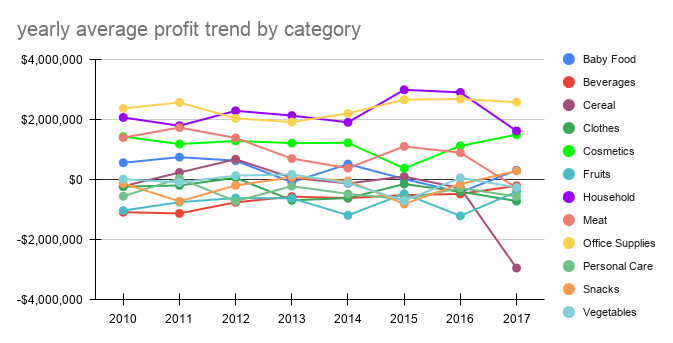 yearly average profit trend by category
$4,000,000
$2,000,000
$0
-$2,000,000
-$4,000,000
2010 2011 2012 2013 2014 2015 2016 2017
Baby Food
Beverages
Cereal
Clothes
Cosmetics
Fruits
Household
Meat
Office Supplies
Personal Care
Snacks
Vegetables